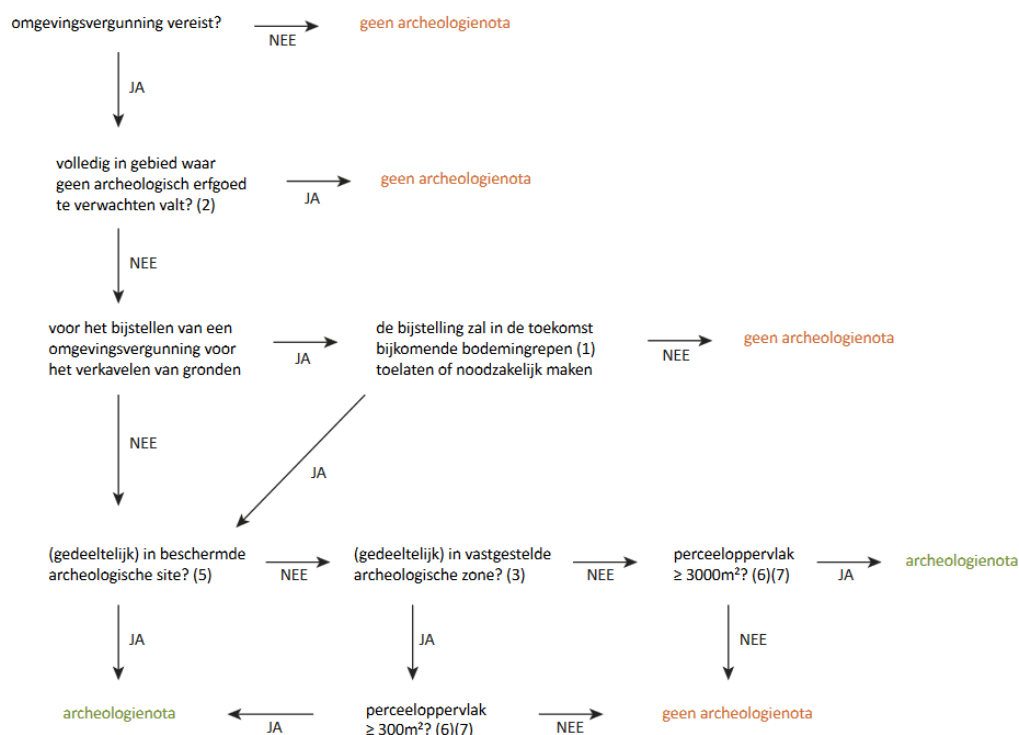 omgevingsvergunning vereist?
NEE
geen archeologienota
JA
volledig in gebied waar
geen archeologisch erfgoed
te verwachten valt? (2)
JA
geen archeologienota
NEE
voor het bijstellen van een
omgevingsvergunning voor
het verkavelen van gronden
JA
de bijstelling zal in de toekomst
bijkomende bodemingrepen (1)
toelaten of noodzakelijk maken
NEE
geen archeologienota
NEE
JA
(gedeeltelijk) in beschermde
archeologische site? (5)
NEE
(gedeeltelijk) in vastgestelde
archeologische zone? (3)
NEE
perceeloppervlak
≥ 3000m²? (6)(7)
JA
archeologienota
JA
JA
NEE
archeologienota
JA
perceeloppervlak
≥ 300m²? (6)(7)
NEE
geen archeologienota